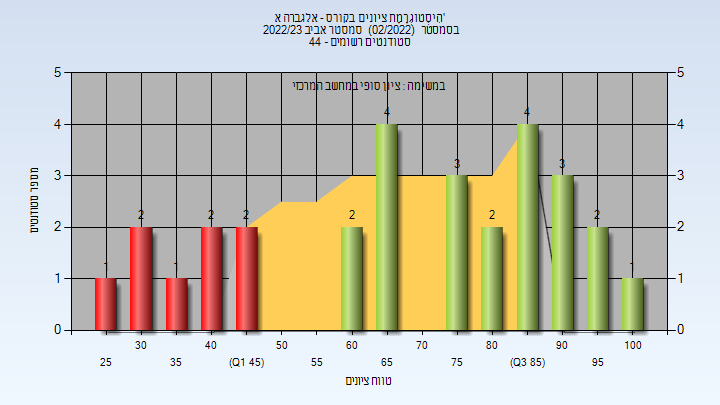 היסטוגרמת ציונים בקורס - אלגברה א'
בסמסטר (02/2022) סמסטר אביב 2022/23
סטודנטים רשומים - 44
במשימה : ציון סופי במחשב המרכזי
מספר סטודנטים
5 5
4 4
3 3
2 2
1 1
0 0
1 2 1 2 2 2 4 3 2 4 3 2 1
30 40 50 60 70 80 90 100
25 35 (Q1 45) 55 65 75 (Q3 85) 95
טווח ציונים